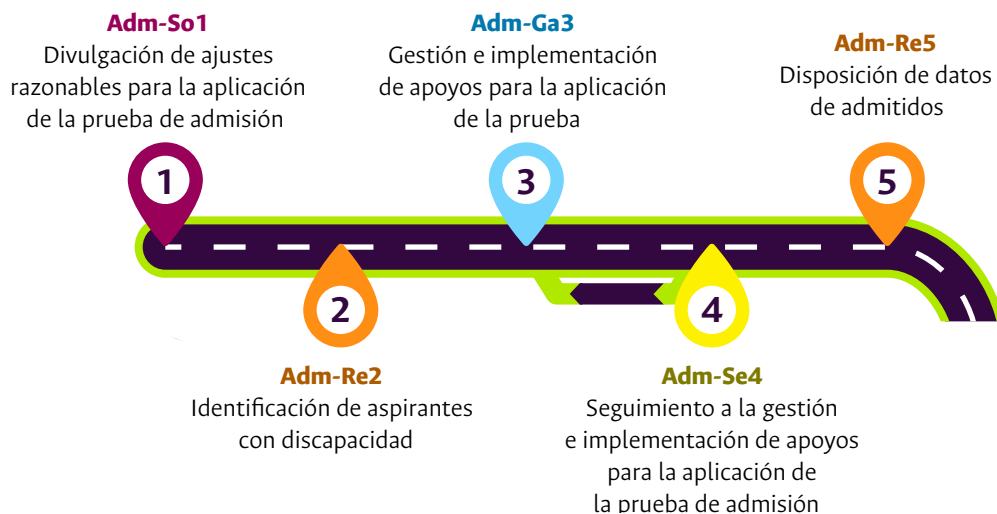 Adm-So1
Divulgación de ajustes
razonables para la aplicación
de la prueba de admisión
1
Adm-Re2
Identificación de aspirantes
con discapacidad
2
Adm-Ga3
Gestión e implementación
de apoyos para la aplicación
de la prueba
3
Adm-Se4
Seguimiento a la gestión
e implementación de apoyos
para la aplicación de
la prueba de admisión
4
Adm-Re5
Disposición de datos
de admitidos
5